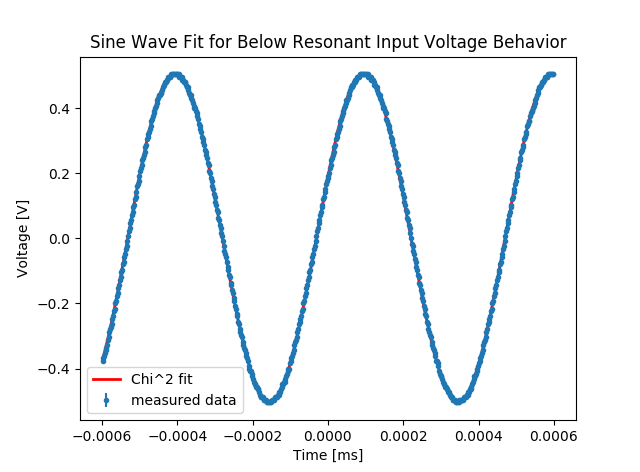 Sine Wave Fit for Below Resonant Input Voltage Behavior
0.4
0.2
0.0
−0.2
−0.4
Voltage [V]
Chi^2 fit
measured data
−0.0006 −0.0004 −0.0002 0.0000 0.0002 0.0004 0.0006
Time [ms]